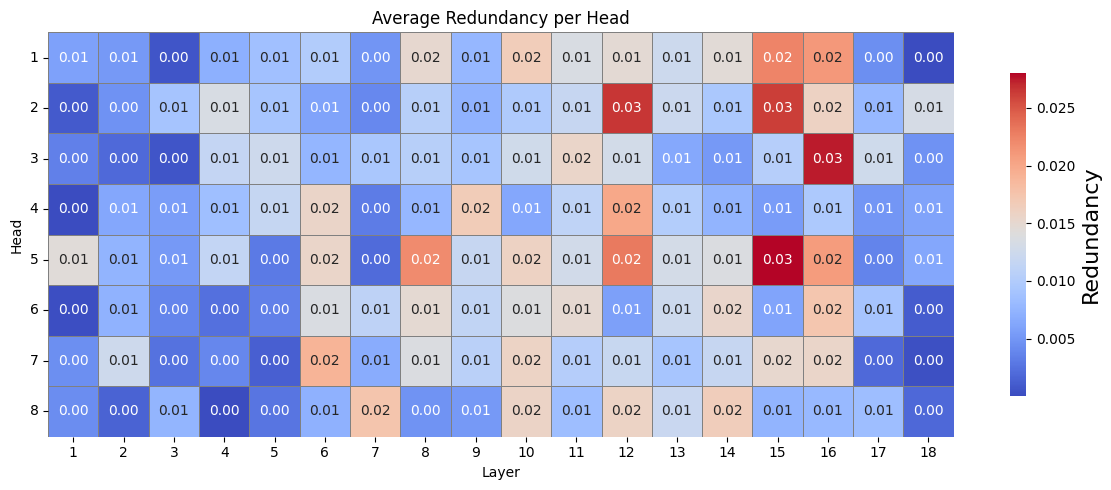 Average Redundancy per Head
1 0.01 0.01 0.00 0.01 0.01 0.01 0.00 0.02 0.01 0.02 0.01 0.01 0.01 0.01 0.02 0.02 0.00 0.00
2 0.00 0.00 0.01 0.01 0.01 0.01 0.00 0.01 0.01 0.01 0.01 0.03 0.01 0.01 0.03 0.02 0.01 0.01
3 0.00 0.00 0.00 0.01 0.01 0.01 0.01 0.01 0.01 0.01 0.02 0.01 0.01 0.01 0.01 0.03 0.01 0.00
4 0.00 0.01 0.01 0.01 0.01 0.02 0.00 0.01 0.02 0.01 0.01 0.02 0.01 0.01 0.01 0.01 0.01 0.01
5 0.01 0.01 0.01 0.01 0.00 0.02 0.00 0.02 0.01 0.02 0.01 0.02 0.01 0.01 0.03 0.02 0.00 0.01
6 0.00 0.01 0.00 0.00 0.00 0.01 0.01 0.01 0.01 0.01 0.01 0.01 0.01 0.02 0.01 0.02 0.01 0.00
7 0.00 0.01 0.00 0.00 0.00 0.02 0.01 0.01 0.01 0.02 0.01 0.01 0.01 0.01 0.02 0.02 0.00 0.00
8 0.00 0.00 0.01 0.00 0.00 0.01 0.02 0.00 0.01 0.02 0.01 0.02 0.01 0.02 0.01 0.01 0.01 0.00
1 2 3 4 5 6 7 8 9 10 11 12 13 14 15 16 17 18
Layer
Head
0.025
0.020
0.015
0.010
0.005
Redundancy